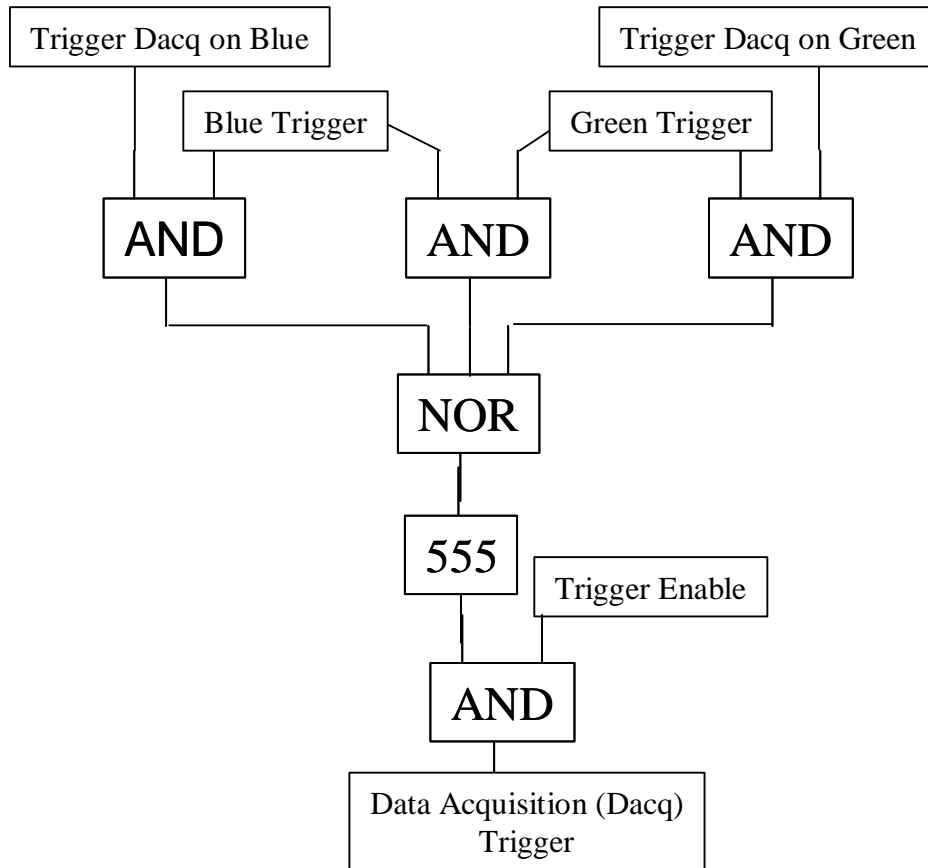 Trigger Dacq on Blue
Trigger Dacq on Green
Blue Trigger
Green Trigger
AND
AND
AND
NOR
555
Trigger Enable
AND
Data Acquisition (Dacq)
Trigger